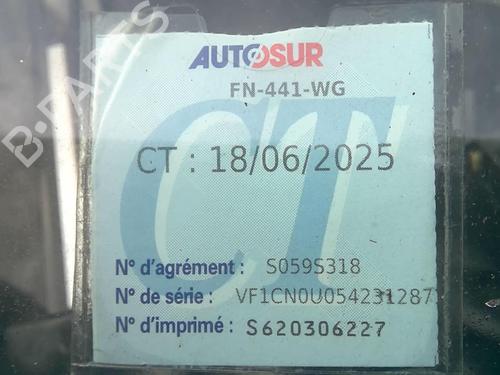 AUTOSUR
FN-441-WG
CT : 18/06/2025
CT
N° d'agrément : S059S318
N° de série : VF1CN0U054231287
N° d'imprimé : S620306227
B-PARTS